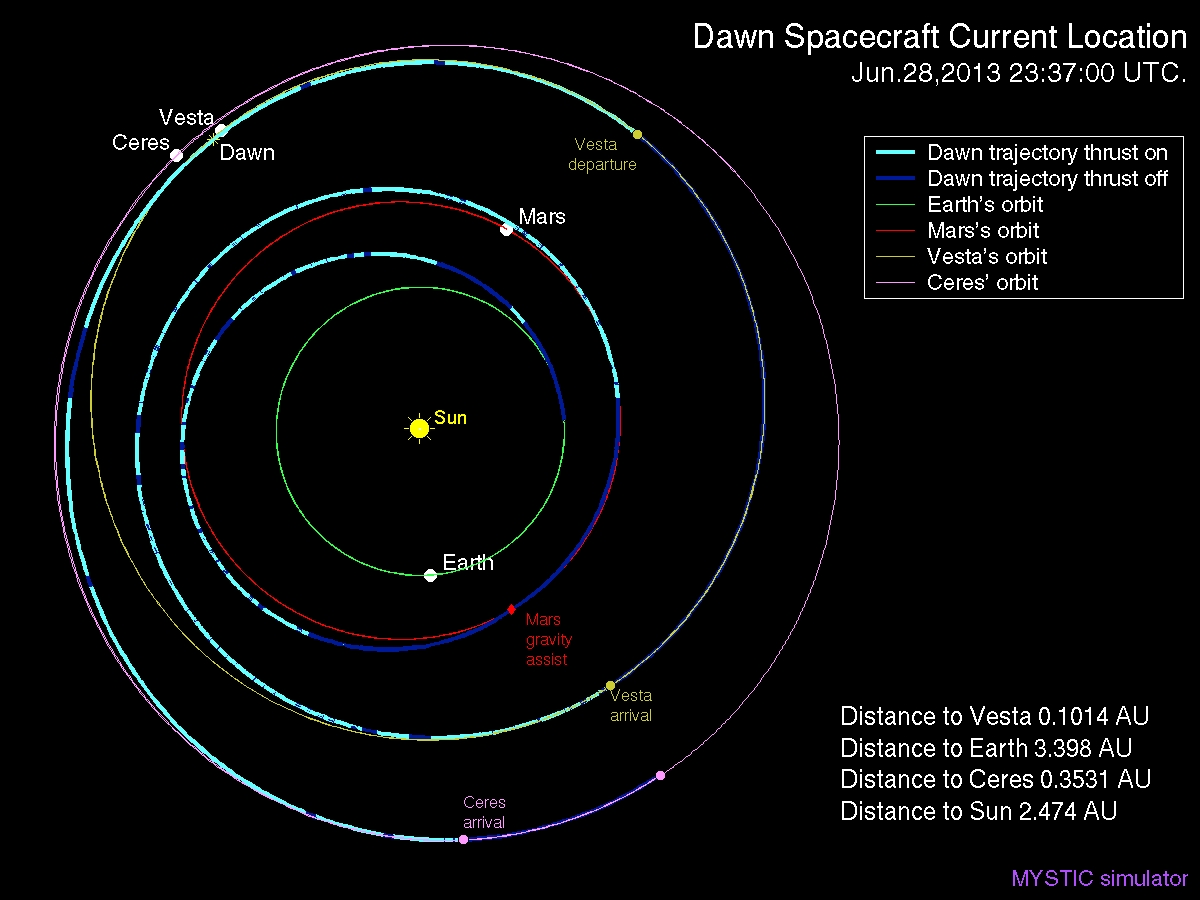 Dawn Spacecraft Current Location
Jun.28,2013 23:37:00 UTC.
Vesta
Ceres
Dawn
Vesta
departure
Dawn trajectory thrust on
Dawn trajectory thrust off
Earth's orbit
Mars's orbit
Vesta's orbit
Ceres' orbit
Mars
Sun
Earth
Mars
gravity
assist
Vesta
arrival
Ceres
arrival
Distance to Vesta 0.1014 AU
Distance to Earth 3.398 AU
Distance to Ceres 0.3531 AU
Distance to Sun 2.474 AU
MYSTIC simulator